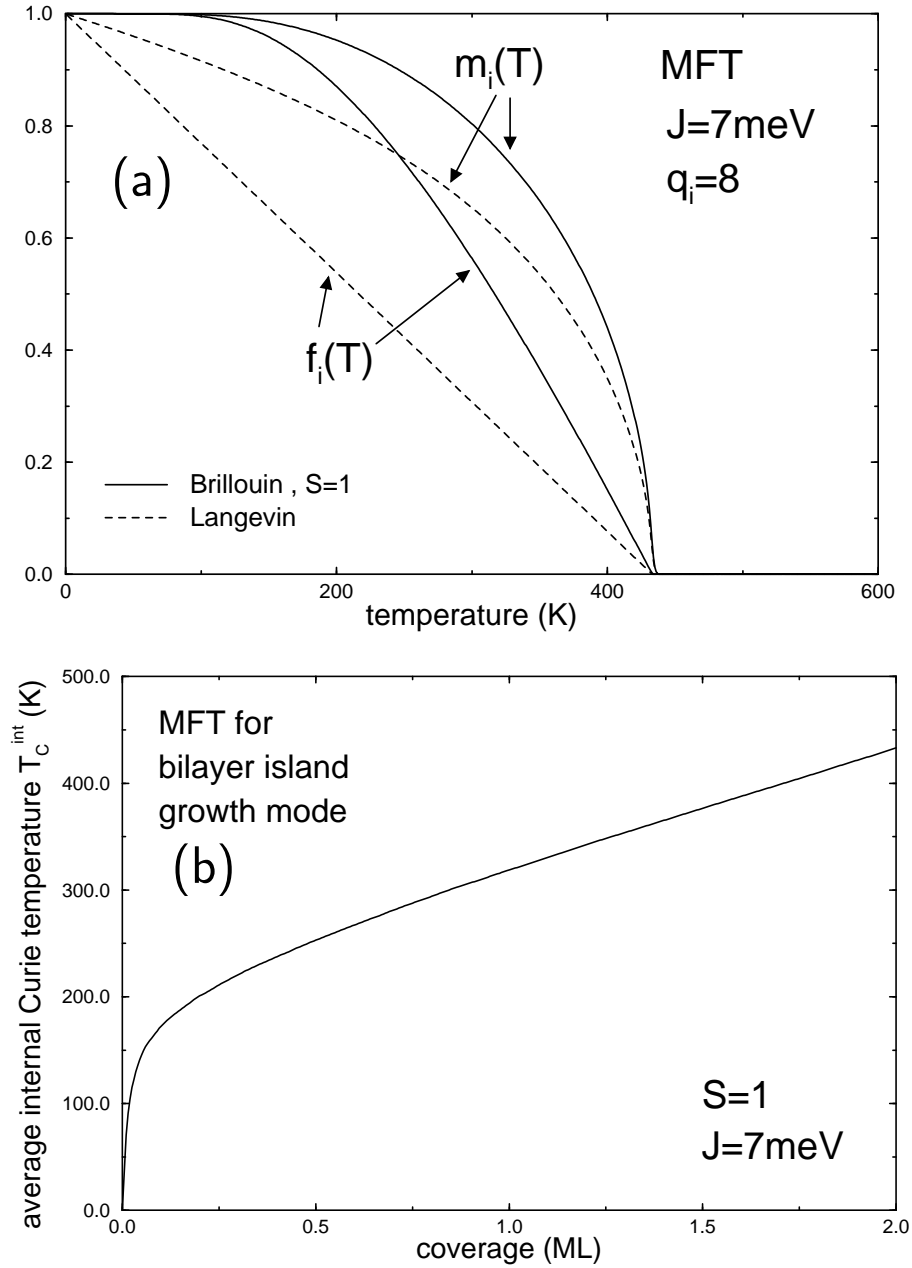 1.0
0.8
0.6
0.4
0.2
0.0
0
200
400
600
temperature (K)
(a)
m_i(T)
f_i(T)
MFT
J=7meV
q_i=8
Brillouin , S=1
Langevin
average internal Curie temperature T_C^int (K)
500.0
400.0
300.0
200.0
100.0
0.0
0.0
0.5
1.0
1.5
2.0
coverage (ML)
MFT for
bilayer island
growth mode
(b)
S=1
J=7meV